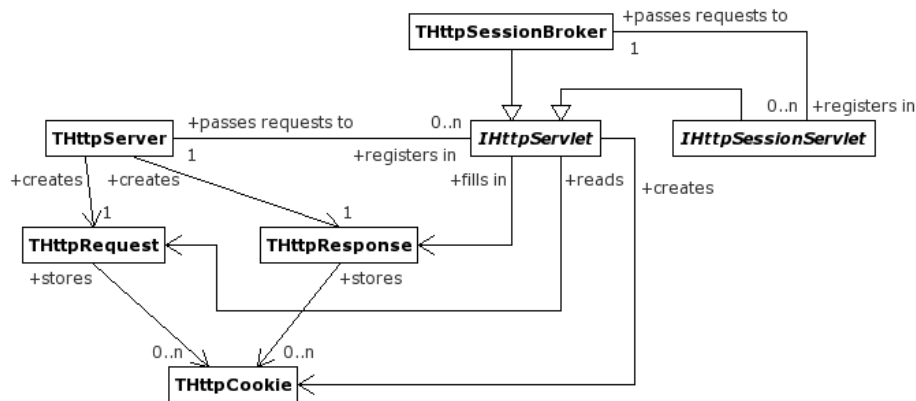 +passes requests to
THttpSessionBroker
1
0..n
+registers in
+passes requests to
0..n
THttpServer
IHttpServlet
IHttpSessionServlet
1
+registers in
+creates
+creates
+fills in
+reads
+creates
1
1
THttpRequest
THttpResponse
+stores
+stores
0..n
0..n
THttpCookie